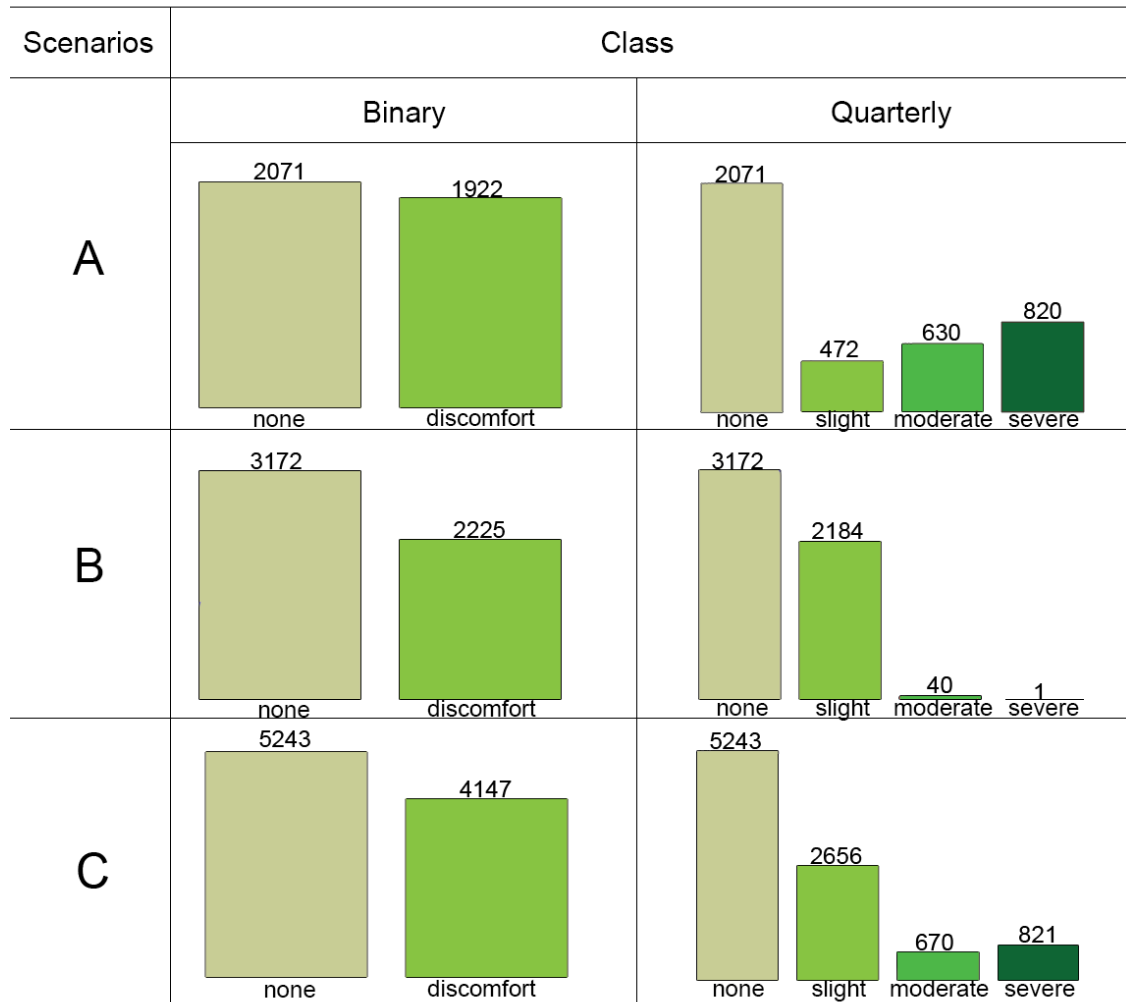 Scenarios
Class
Binary
Quarterly
A
2071
1922
none
discomfort
2071
472
630
820
none
slight
moderate
severe
B
3172
2225
none
discomfort
3172
2184
40
1
none
slight
moderate
severe
C
5243
4147
none
discomfort
5243
2656
670
821
none
slight
moderate
severe